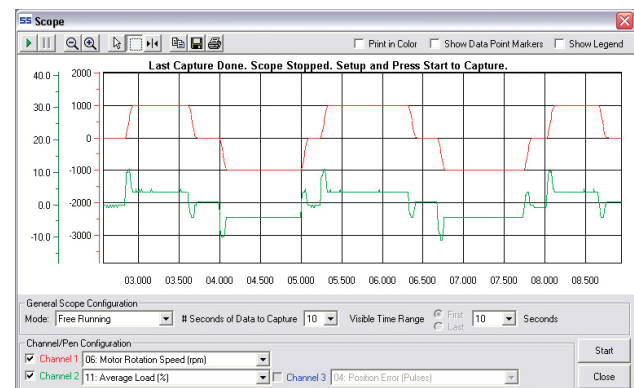 SS Scope
Print in Color Show Data Point Markers Show Legend
Last Capture Done. Scope Stopped. Setup and Press Start to Capture.
40.0 2000
30.0 1000
20.0 0
10.0 -1000
0.0 -2000
-10.0 -3000
03.000 03.500 04.000 04.500 05.000 05.500 06.000 06.500 07.000 07.500 08.000 08.500
General Scope Configuration
Mode: Free Running # Seconds of Data to Capture 10 Visible Time Range First Last 10 Seconds
Channel/Pen Configuration
Channel 1 06: Motor Rotation Speed (rpm) Start
Channel 2 11: Average Load (%) Channel 3 04: Position Error (Pulses) Close